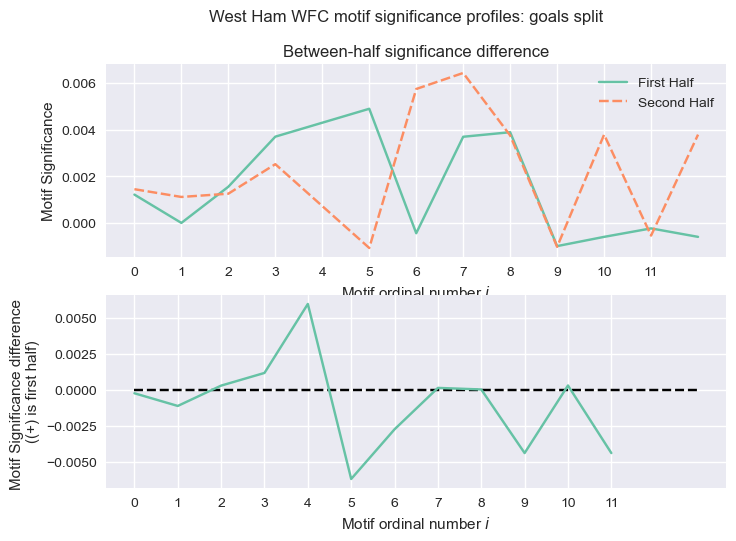 West Ham WFC motif significance profiles: goals split
Between-half significance difference
Motif Significance
0.006
0.004
0.002
0.000
First Half
Second Half
0 1 2 3 4 5 6 7 8 9 10 11
Motif ordinal number i
Motif Significance difference
((+) is first half)
0.0050
0.0025
0.0000
−0.0025
−0.0050
0 1 2 3 4 5 6 7 8 9 10 11
Motif ordinal number i